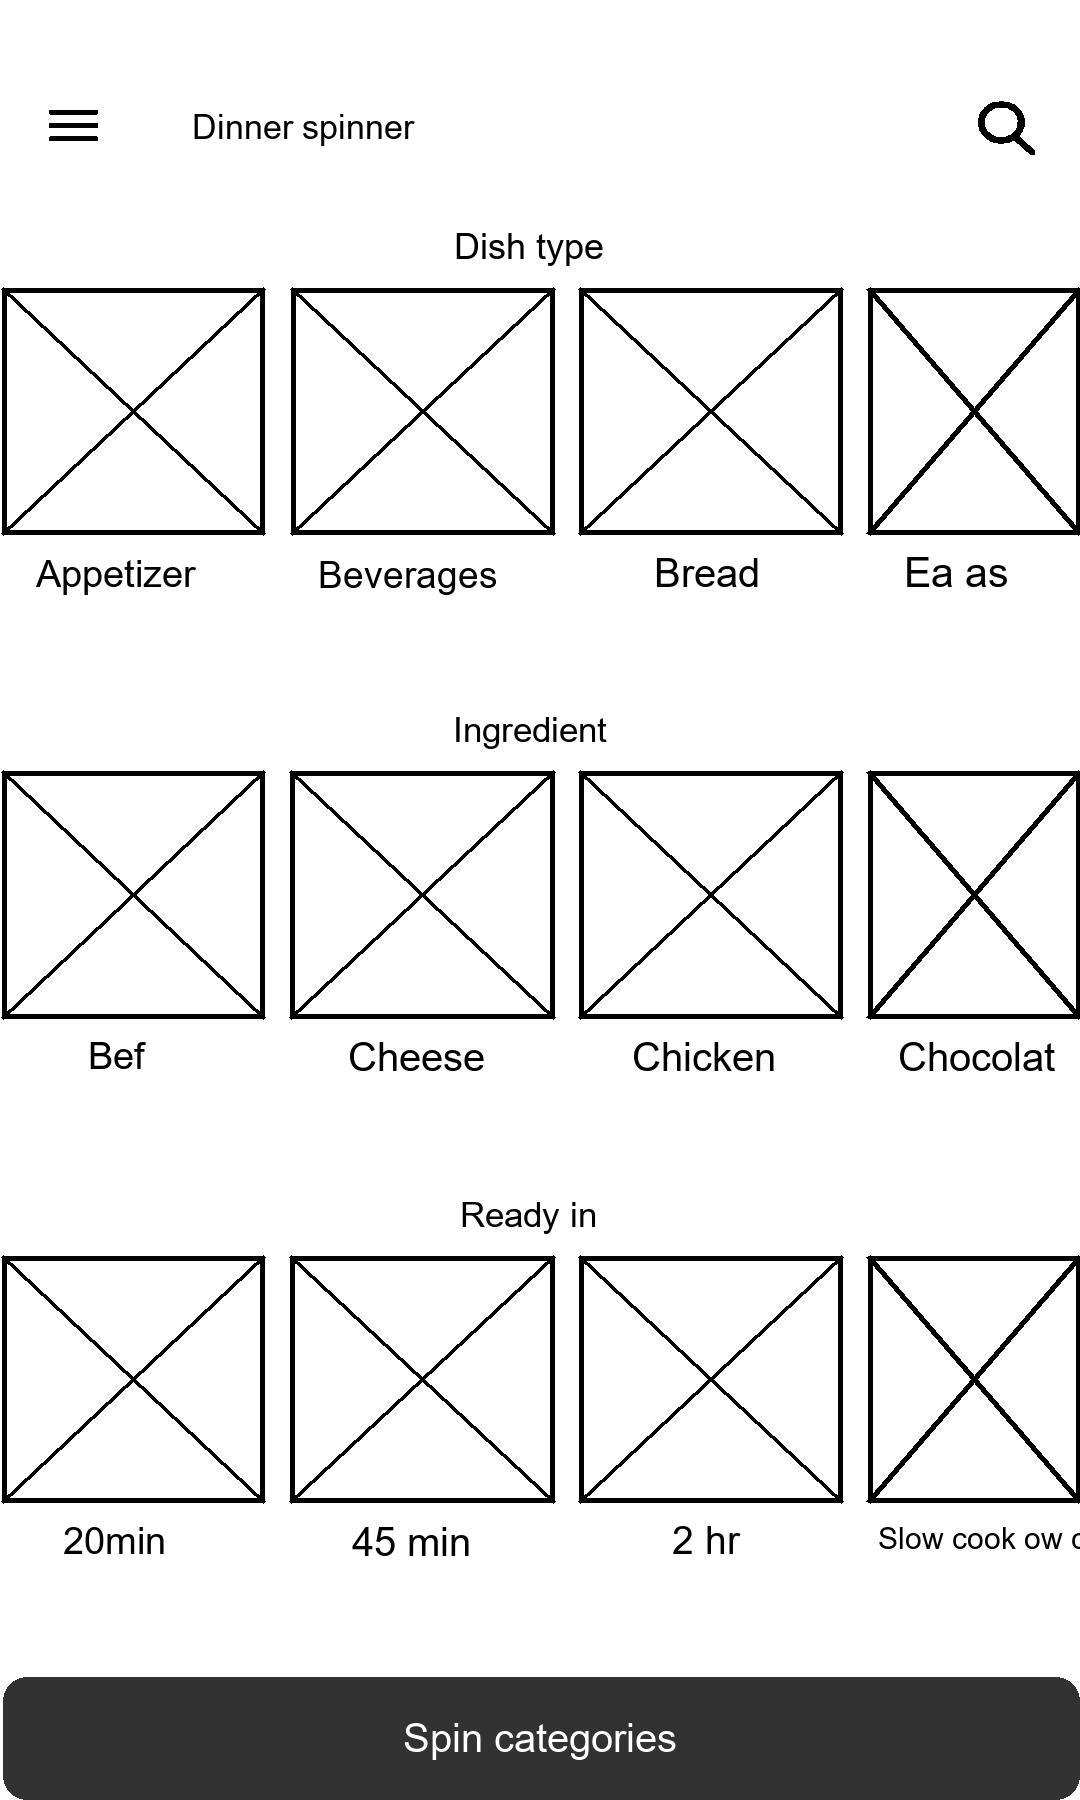 Dinner spinner
Dish type
Appetizer Beverages Bread Ea as
Ingredient
Bef Cheese Chicken Chocolat
Ready in
20min 45 min 2 hr Slow cook ow c
Spin categories